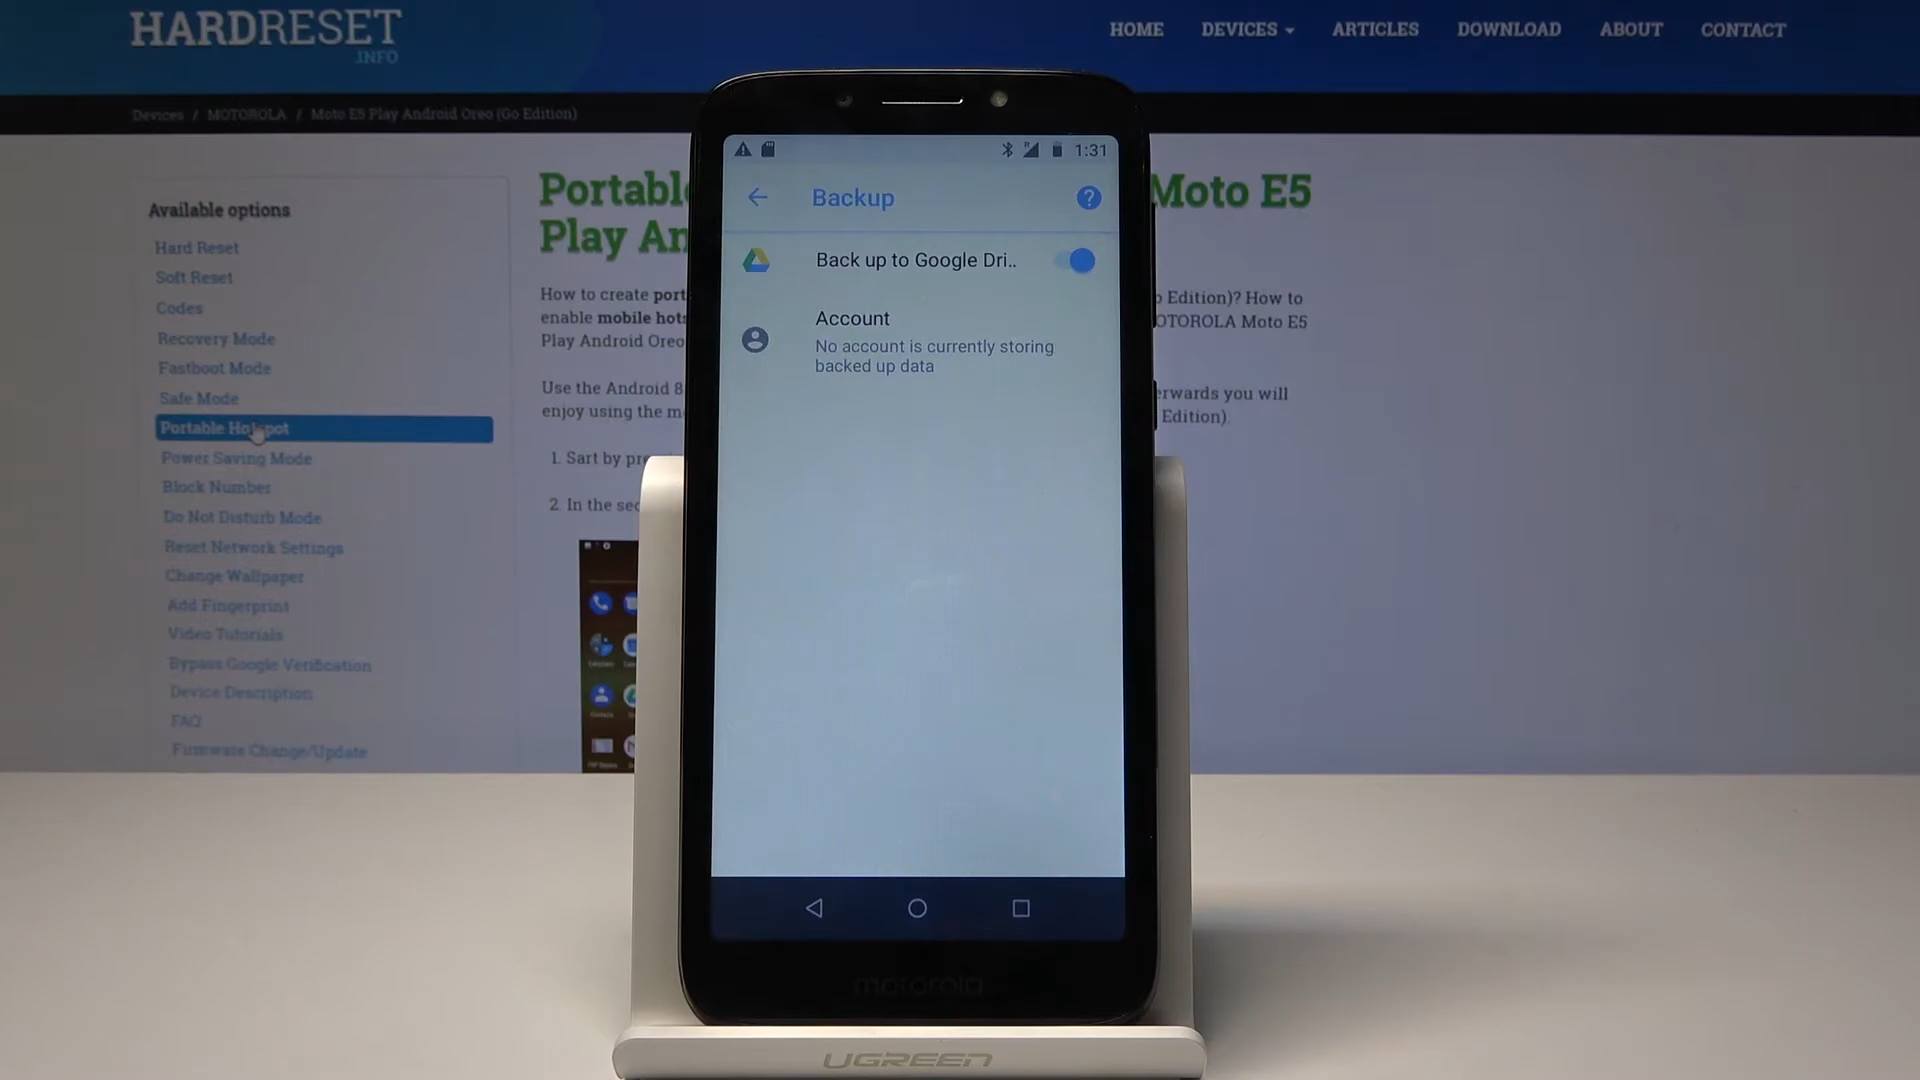 HARDRESET
.INFO
HOME DEVICES ARTICLES DOWNLOAD ABOUT CONTACT
Devices / MOTOROLA / Moto E5 Play Android Oreo (Go Edition)
Available options
Hard Reset
Soft Reset
Codes
Recovery Mode
Fastboot Mode
Safe Mode
Portable Hotspot
Power Saving Mode
Block Number
Do Not Disturb Mode
Reset Network Settings
Change Wallpaper
Add Fingerprint
Video Tutorials
Bypass Google Verification
Device Description
FAQ
Firmware Change/Update
Portable Moto E5
Play An
How to create port Edition)? How to
enable mobile hots OTOROLA Moto E5
Play Android Oreo
Use the Android 8 erwards you will
enjoy using the m Edition).
1. Sart by pre
2. In the sec
1:31
Backup
Back up to Google Dri..
Account
No account is currently storing
backed up data
motorola
UGREEN